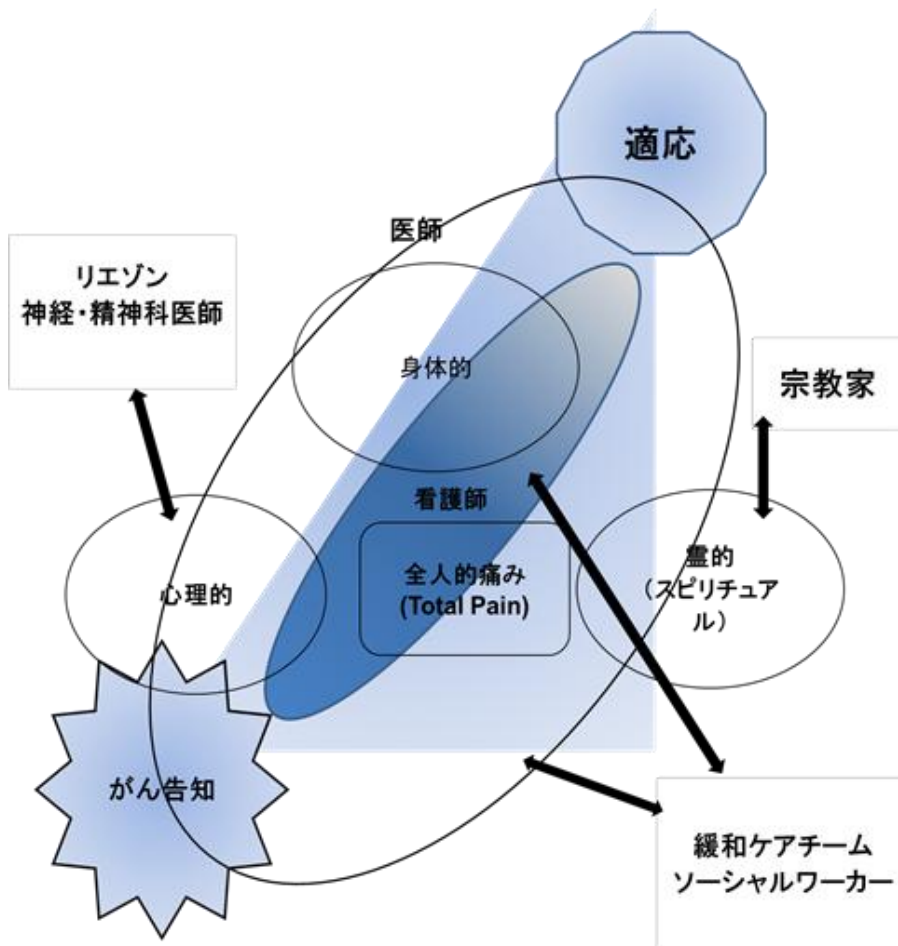 適応
医師
リエゾン
神経・精神科医師
身体的
宗教家
看護師
全人的痛み
(Total Pain)
心理的
霊的
（スピリチュア
ル）
がん告知
緩和ケアチーム
ソーシャルワーカー